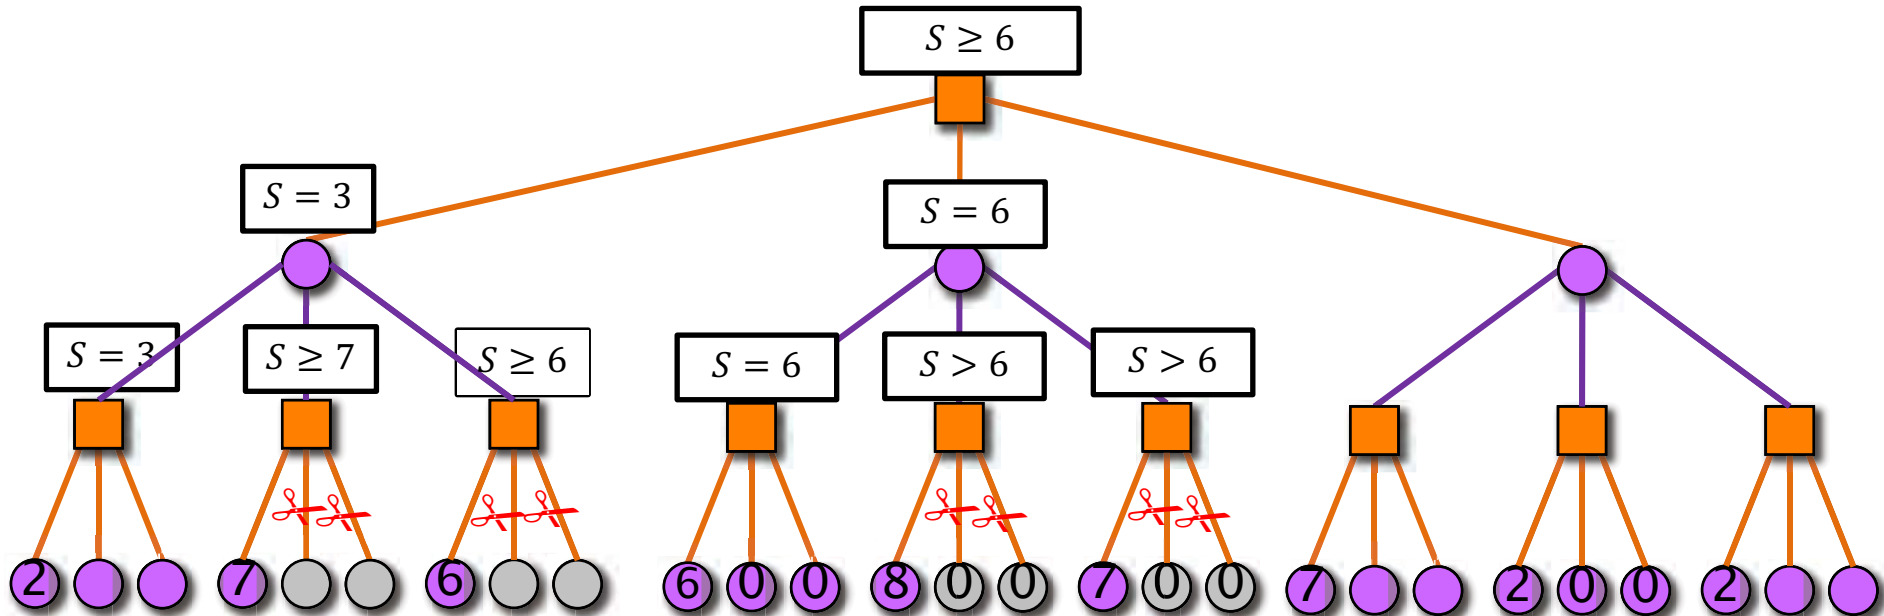 S ≥ 6
S = 3
S = 6
S = 3
S ≥ 7
S ≥ 6
S = 6
S > 6
S > 6
2 7 6 6 0 0 8 0 0 7 0 0 7 2 0 0 2